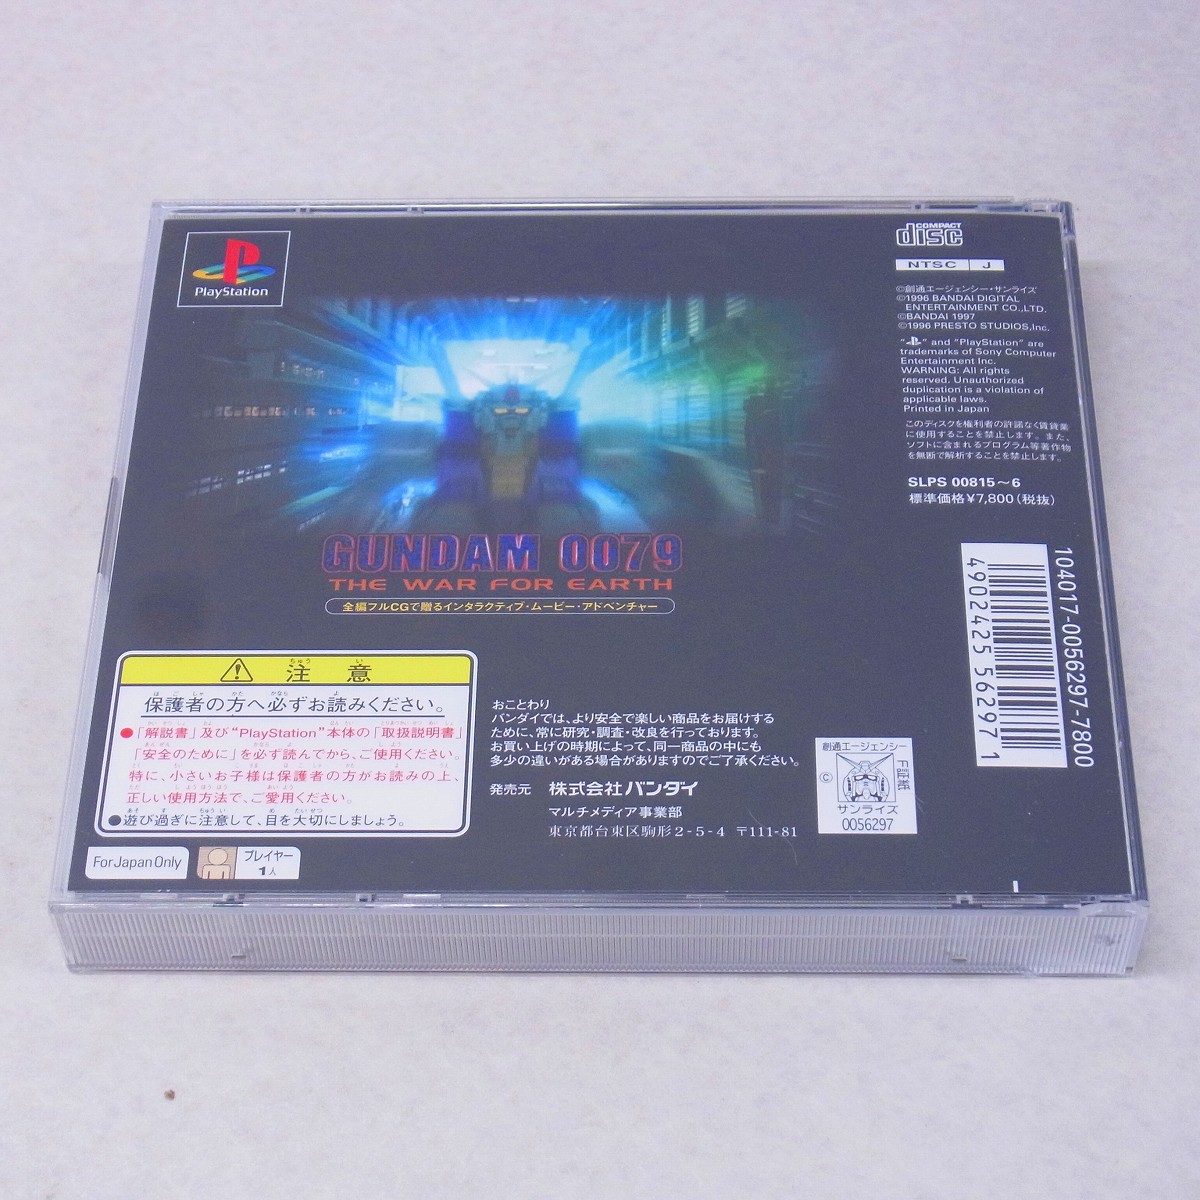 PlayStation
COMPACT
disc
NTSC J
©創通エージェンシー・サンライズ
©1996 BANDAI DIGITAL
ENTERTAINMENT CO.,LTD.
©BANDAI 1997
©1996 PRESTO STUDIOS,Inc.
" " and "PlayStation" are
trademarks of Sony Computer
Entertainment Inc.
WARNING: All rights
reserved. Unauthorized
duplication is a violation of
applicable laws.
Printed in Japan
このディスクを権利者の許諾なく賃貸業
に使用することを禁止します。また、
ソフトに含まれるプログラム等著作物
を無断で解析することを禁止します。
SLPS 00815～6
標準価格¥7,800(税抜)
104017-0056297-7800
4902425562971
GUNDAM 0079
THE WAR FOR EARTH
全編フルCGで贈るインタラクティブ・ムービー・アドベンチャー
注意
保護者の方へ必ずお読みください。
●「解説書」及び"PlayStation"本体の「取扱説明書」
「安全のために」を必ず読んでから、ご使用ください。
特に、小さいお子様は保護者の方がお読みの上、
正しい使用方法で、ご愛用ください。
●遊び過ぎに注意して、目を大切にしましょう。
For Japan Only
プレイヤー
1人
おことわり
バンダイでは、より安全で楽しい商品をお届けする
ために、常に研究・調査・改良を行っております。
お買い上げの時期によって、同一商品の中にも
多少の違いがある場合がありますのでご了承ください。
発売元 株式会社バンダイ
マルチメディア事業部
東京都台東区駒形2-5-4 〒111-81
創通エージェンシー
©
サンライズ
0056297
F証紙